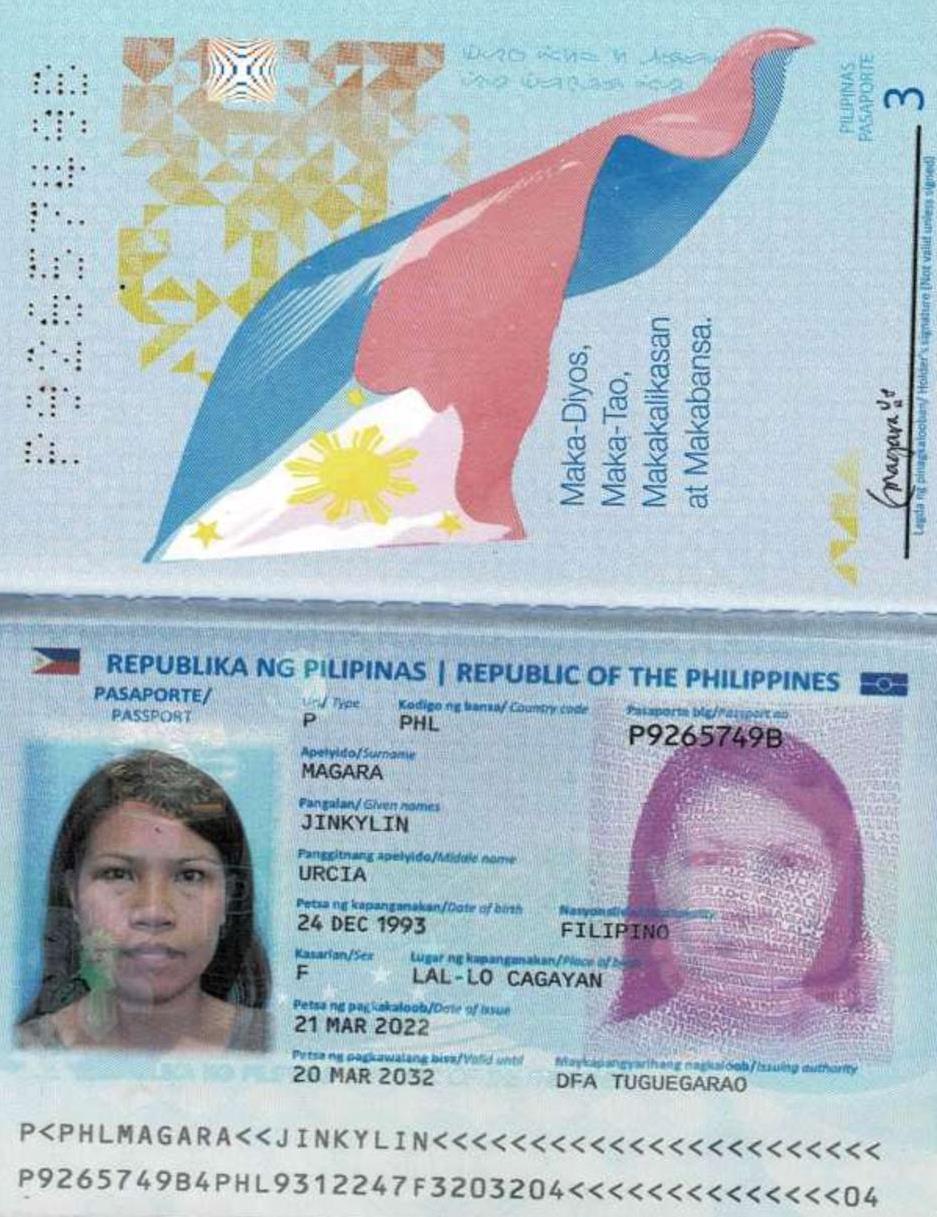 P9265749B
PILIPINAS
PASAPORTE
3
Maka-Diyos,
Maka-Tao,
Makakalikasan
at Makabansa.
Lagda ng pinagkalooban/ Holder's signature (Not valid unless signed)
REPUBLIKA NG PILIPINAS | REPUBLIC OF THE PHILIPPINES
PASAPORTE/
PASSPORT
Uri/ Type Kodigo ng bansa/ Country code Pasaporte blg/Passport no
P PHL P9265749B
Apelyido/Surname
MAGARA
Pangalan/ Given names
JINKYLIN
Panggitnang apelyido/Middle name
URCIA
Petsa ng kapanganakan/Date of birth
24 DEC 1993 FILIPINO
Kasarian/Sex Lugar ng kapanganakan/Place of
F LAL-LO CAGAYAN
Petsa ng pagkakaloob/Date of issue
21 MAR 2022
Petsa ng pagkawalang bisa/Valid until Maykapangyarihang nagkaloob/Issuing authority
20 MAR 2032 DFA TUGUEGARAO
P<PHLMAGARA<<JINKYLIN<<<<<<<<<<<<<<<<<<<<<<<
P9265749B4PHL9312247F3203204<<<<<<<<<<<<<<04